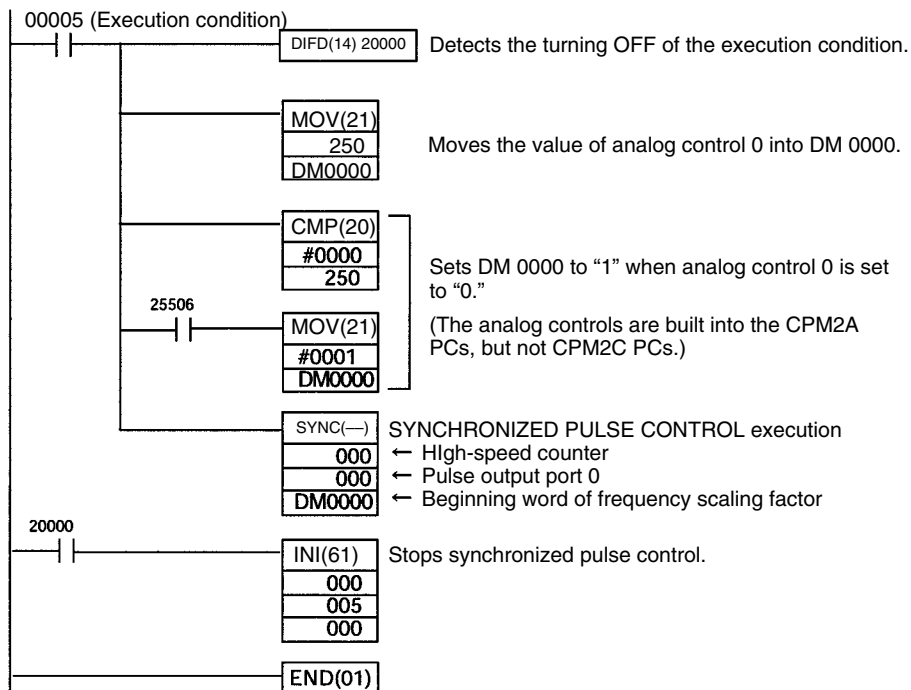 00005 (Execution condition)
DIFD(14) 20000 Detects the turning OFF of the execution condition.
MOV(21)
250
DM0000
Moves the value of analog control 0 into DM 0000.
CMP(20)
#0000
250
Sets DM 0000 to “1” when analog control 0 is set
to “0.”
(The analog controls are built into the CPM2A
PCs, but not CPM2C PCs.)
25506
MOV(21)
#0001
DM0000
SYNC(––) SYNCHRONIZED PULSE CONTROL execution
000 ← HIgh-speed counter
000 ← Pulse output port 0
DM0000 ← Beginning word of frequency scaling factor
20000
INI(61) Stops synchronized pulse control.
000
005
000
END(01)